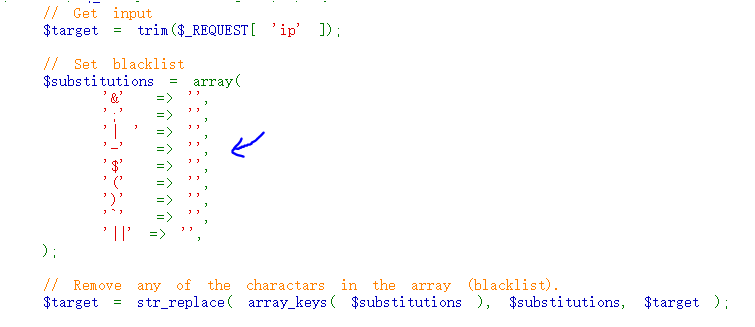 // Get input
$target = trim($_REQUEST[ 'ip' ]);
// Set blacklist
$substitutions = array(
'&' => '',
';' => '',
'| ' => '',
'-' => '',
'$' => '',
'(' => '',
')' => '',
'`' => '',
'||' => '',
);
// Remove any of the charactars in the array (blacklist).
$target = str_replace( array_keys( $substitutions ), $substitutions, $target );